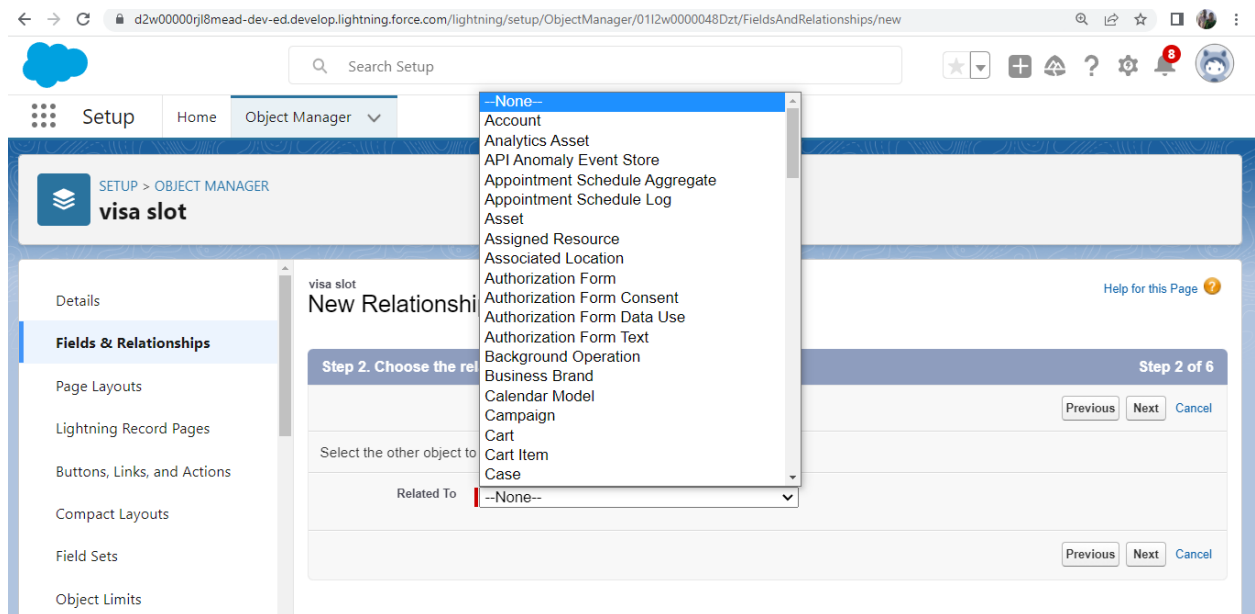 d2w00000rjl8mead-dev-ed.develop.lightning.force.com/lightning/setup/ObjectManager/01I2w0000048Dzt/FieldsAndRelationships/new
Search Setup
8
Setup
Home
Object Manager
SETUP > OBJECT MANAGER
visa slot
Details
Fields & Relationships
Page Layouts
Lightning Record Pages
Buttons, Links, and Actions
Compact Layouts
Field Sets
Object Limits
visa slot
New Relationshi
Help for this Page
Step 2. Choose the rel
Step 2 of 6
Previous Next Cancel
Select the other object to
Related To
--None--
--None--
Account
Analytics Asset
API Anomaly Event Store
Appointment Schedule Aggregate
Appointment Schedule Log
Asset
Assigned Resource
Associated Location
Authorization Form
Authorization Form Consent
Authorization Form Data Use
Authorization Form Text
Background Operation
Business Brand
Calendar Model
Campaign
Cart
Cart Item
Case
Previous Next Cancel